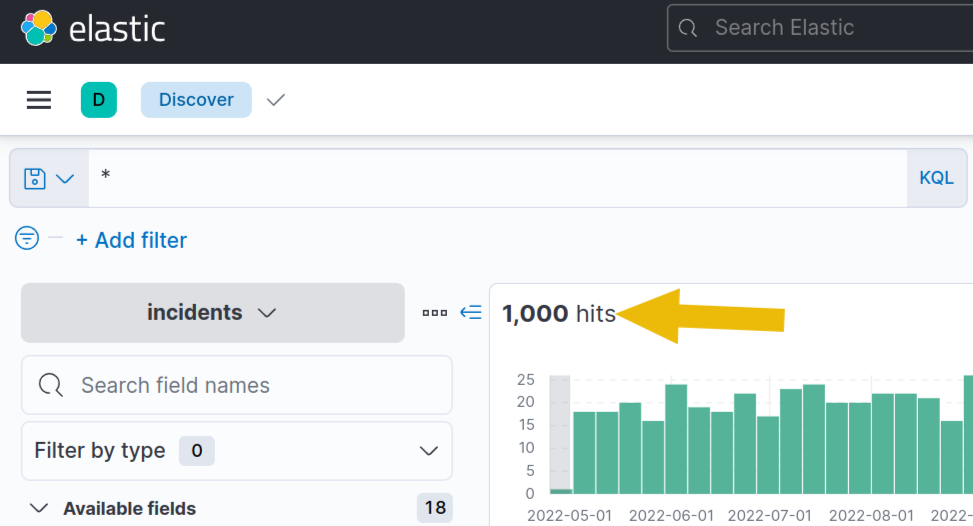 elastic
Search Elastic
D
Discover
*
KQL
+ Add filter
incidents
1,000 hits
Search field names
Filter by type 0
Available fields 18
25
20
15
10
5
0
2022-05-01 2022-06-01 2022-07-01 2022-08-01 2022-